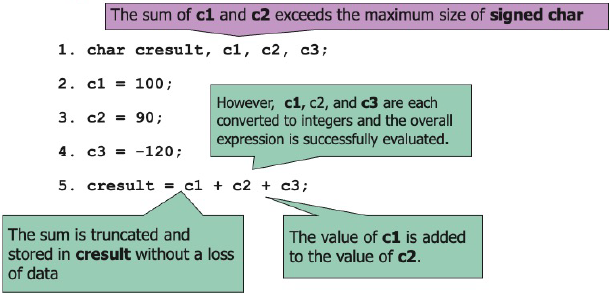 The sum of c1 and c2 exceeds the maximum size of signed char
1. char cresult, c1, c2, c3;
2. c1 = 100;
3. c2 = 90;
However, c1, c2, and c3 are each
converted to integers and the overall
expression is successfully evaluated.
4. c3 = -120;
5. cresult = c1 + c2 + c3;
The sum is truncated and
stored in cresult without a loss
of data
The value of c1 is added
to the value of c2.